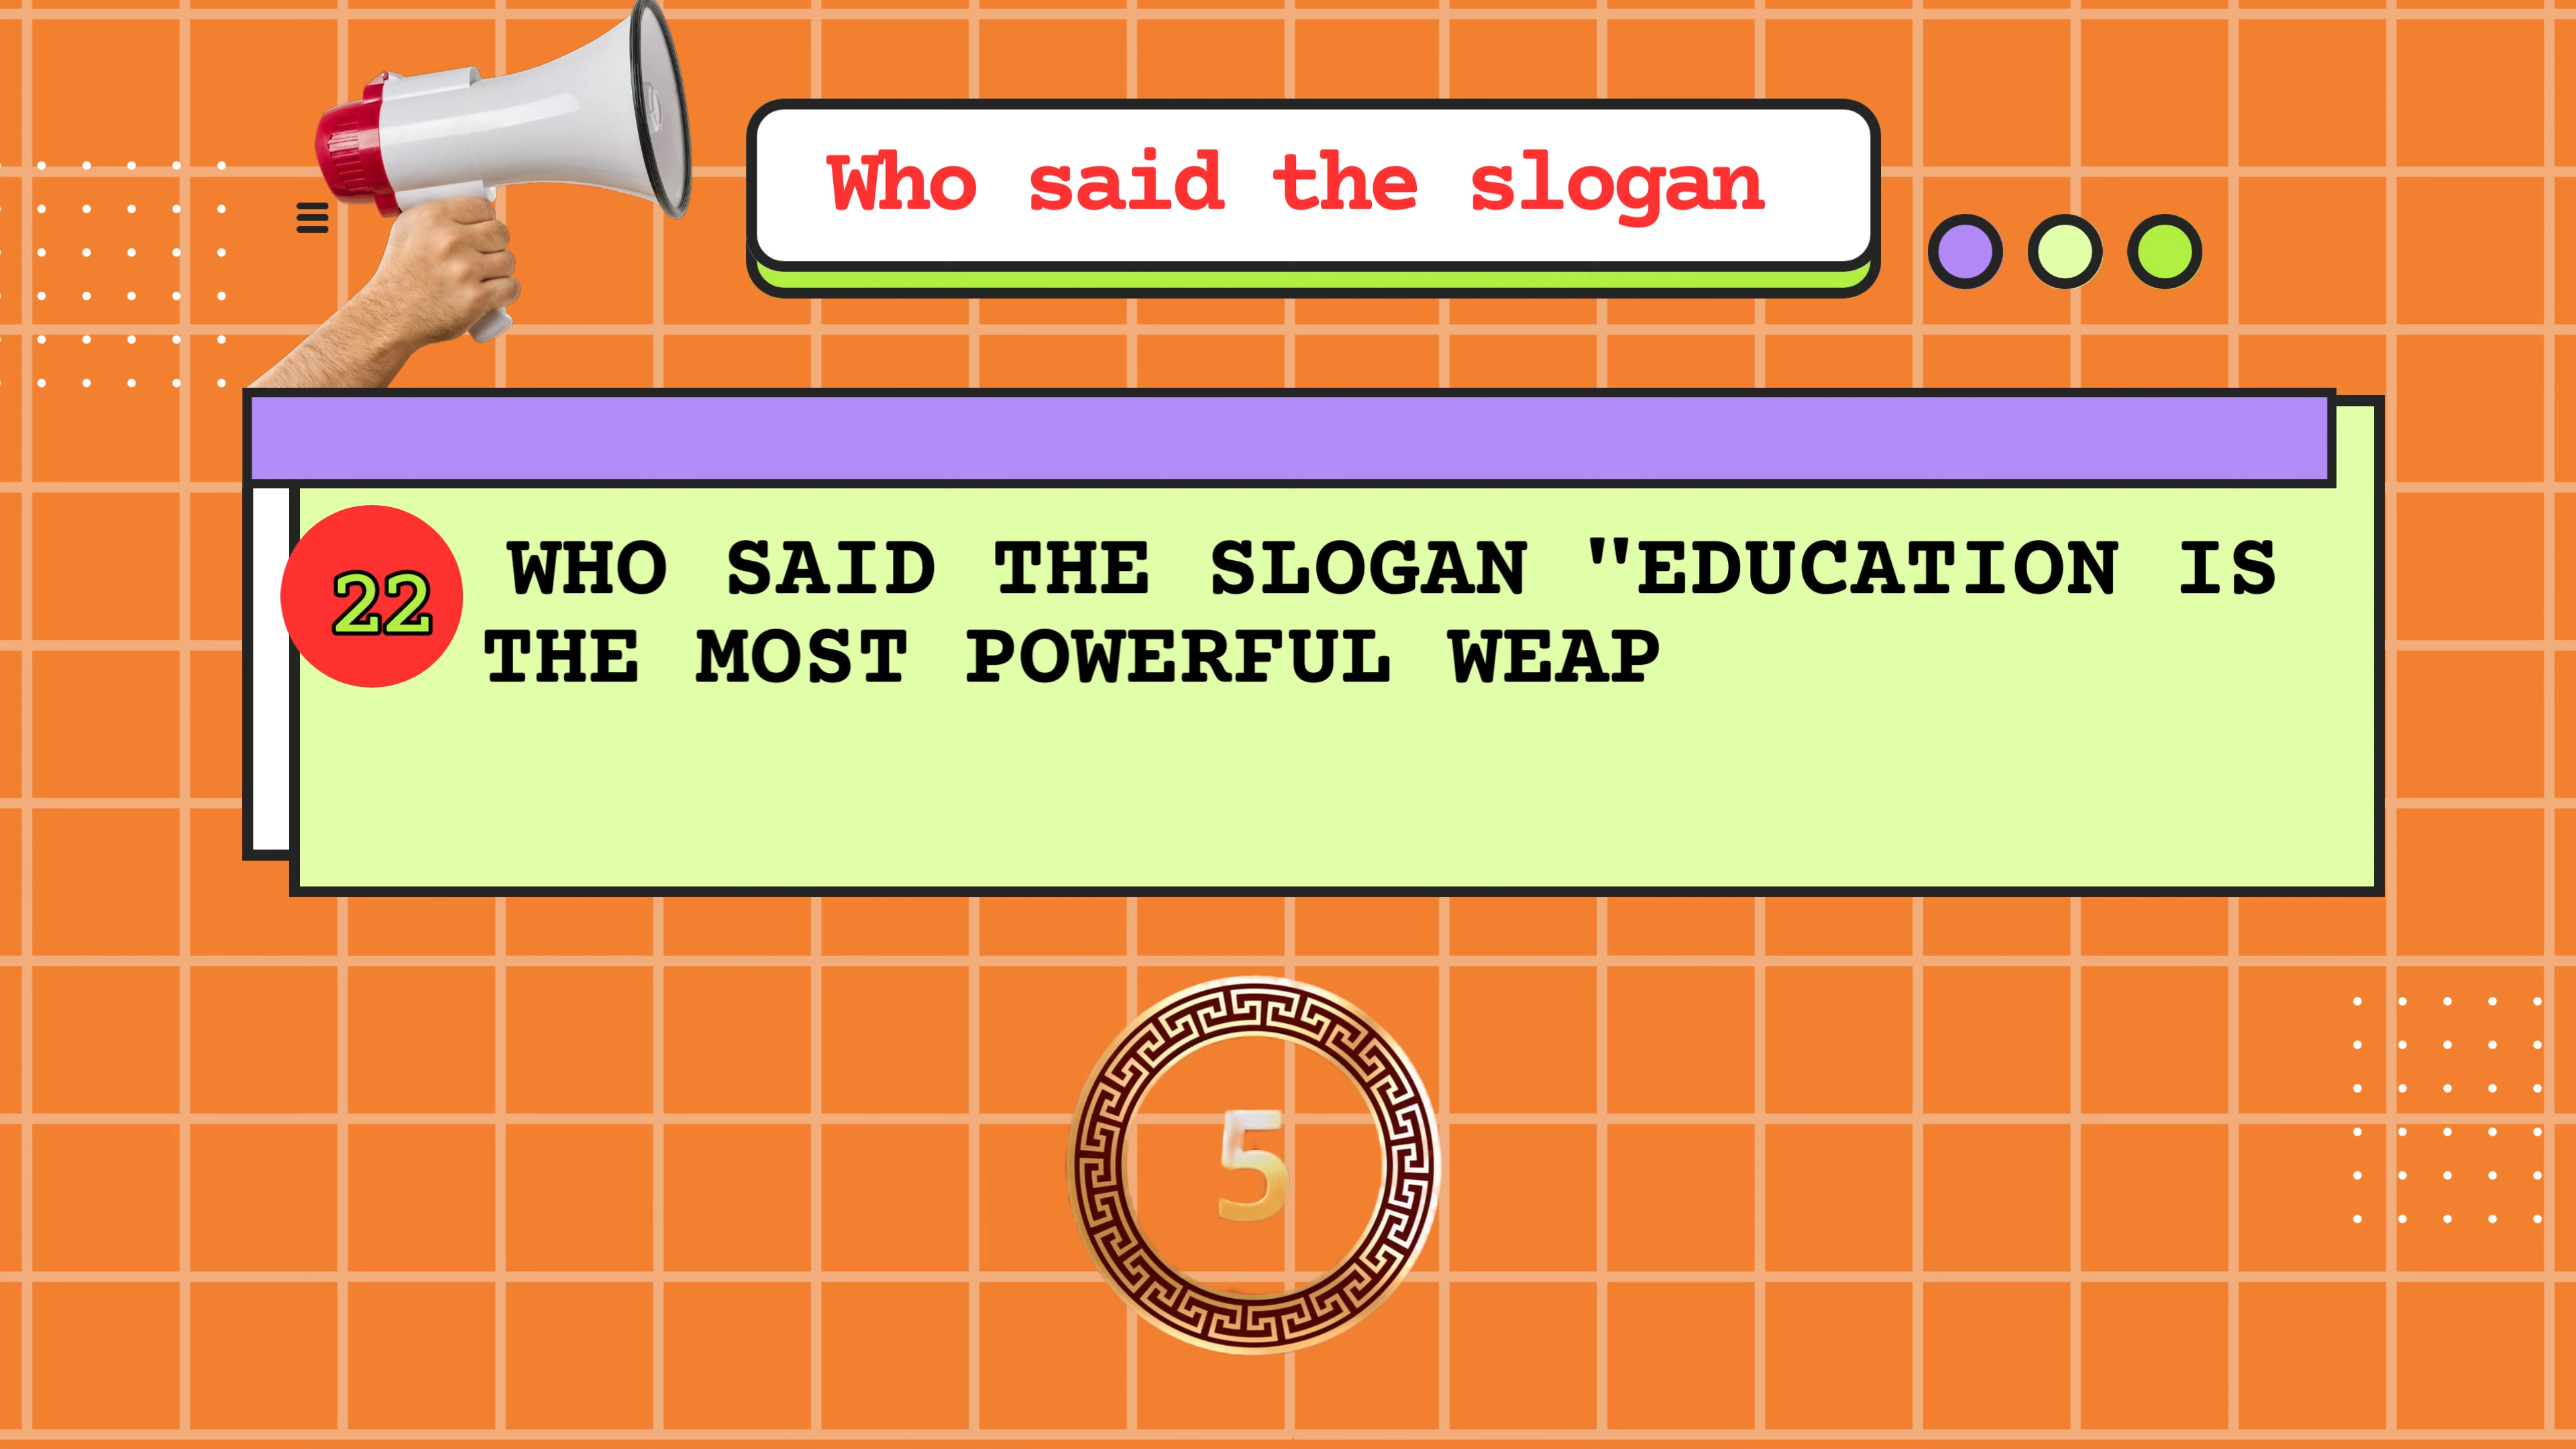 Who said the slogan
22
WHO SAID THE SLOGAN "EDUCATION IS
THE MOST POWERFUL WEAP
5